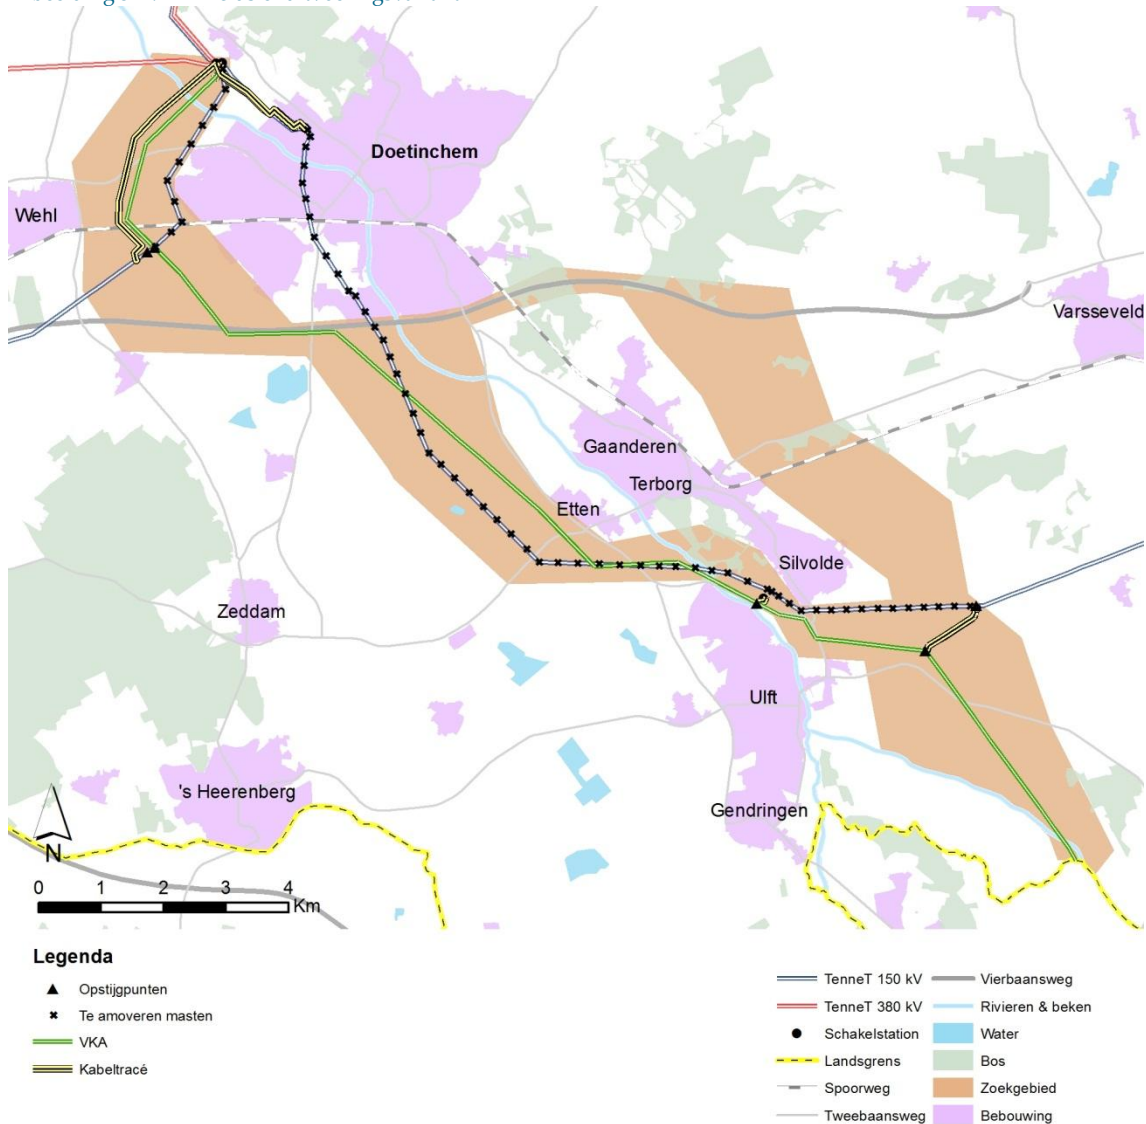 Doetinchem
Wehl
Varsseveld
Gaanderen
Terborg
Etten
Silvolde
Zeddam
Ulft
's Heerenberg
Gendringen
N
0 1 2 3 4
Km
Legenda
Opstijgpunten
Te amoveren masten
VKA
Kabeltracé
TenneT 150 kV
TenneT 380 kV
Schakelstation
Landsgrens
Spoorweg
Tweebaansweg
Vierbaansweg
Rivieren & beken
Water
Bos
Zoekgebied
Bebouwing